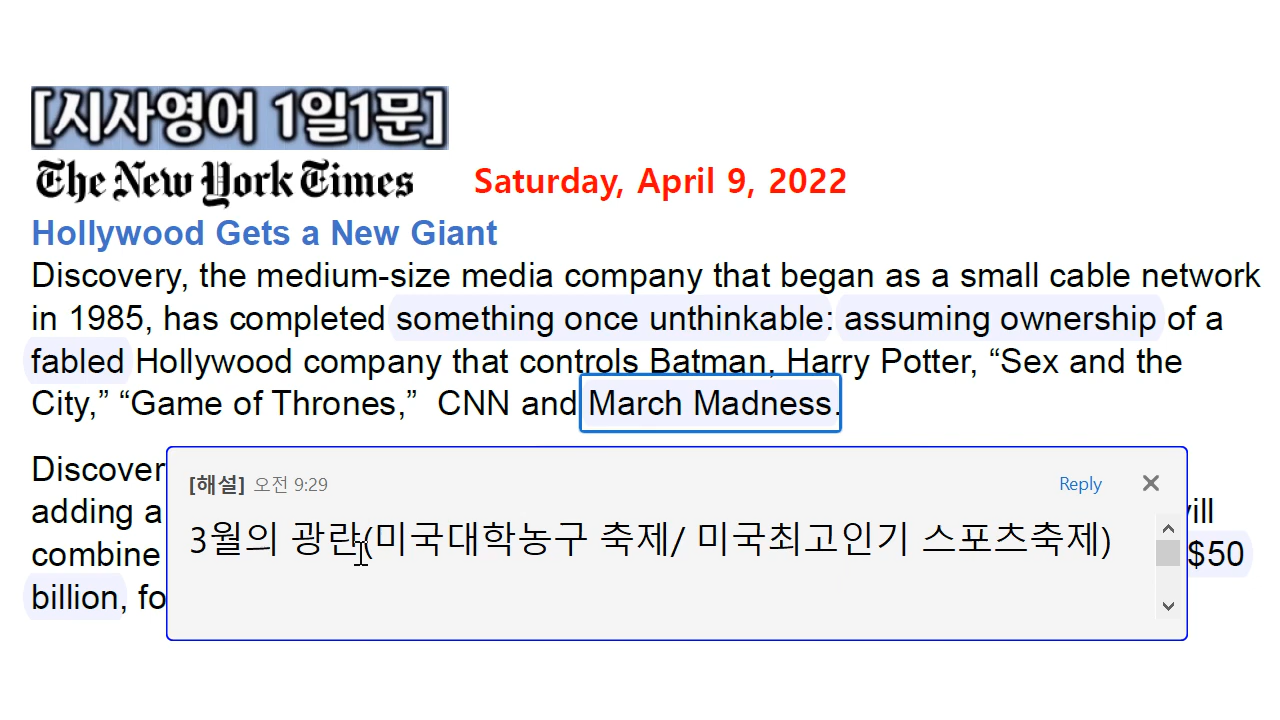 [시사영어 1일1문]
The New York Times Saturday, April 9, 2022
Hollywood Gets a New Giant
Discovery, the medium-size media company that began as a small cable network
in 1985, has completed something once unthinkable: assuming ownership of a
fabled Hollywood company that controls Batman, Harry Potter, “Sex and the
City,” “Game of Thrones,” CNN and March Madness.
Discover
adding a ill
combine $50
billion, fo
[해설] 오전 9:29 Reply
3월의 광란(미국대학농구 축제/ 미국최고인기 스포츠축제)